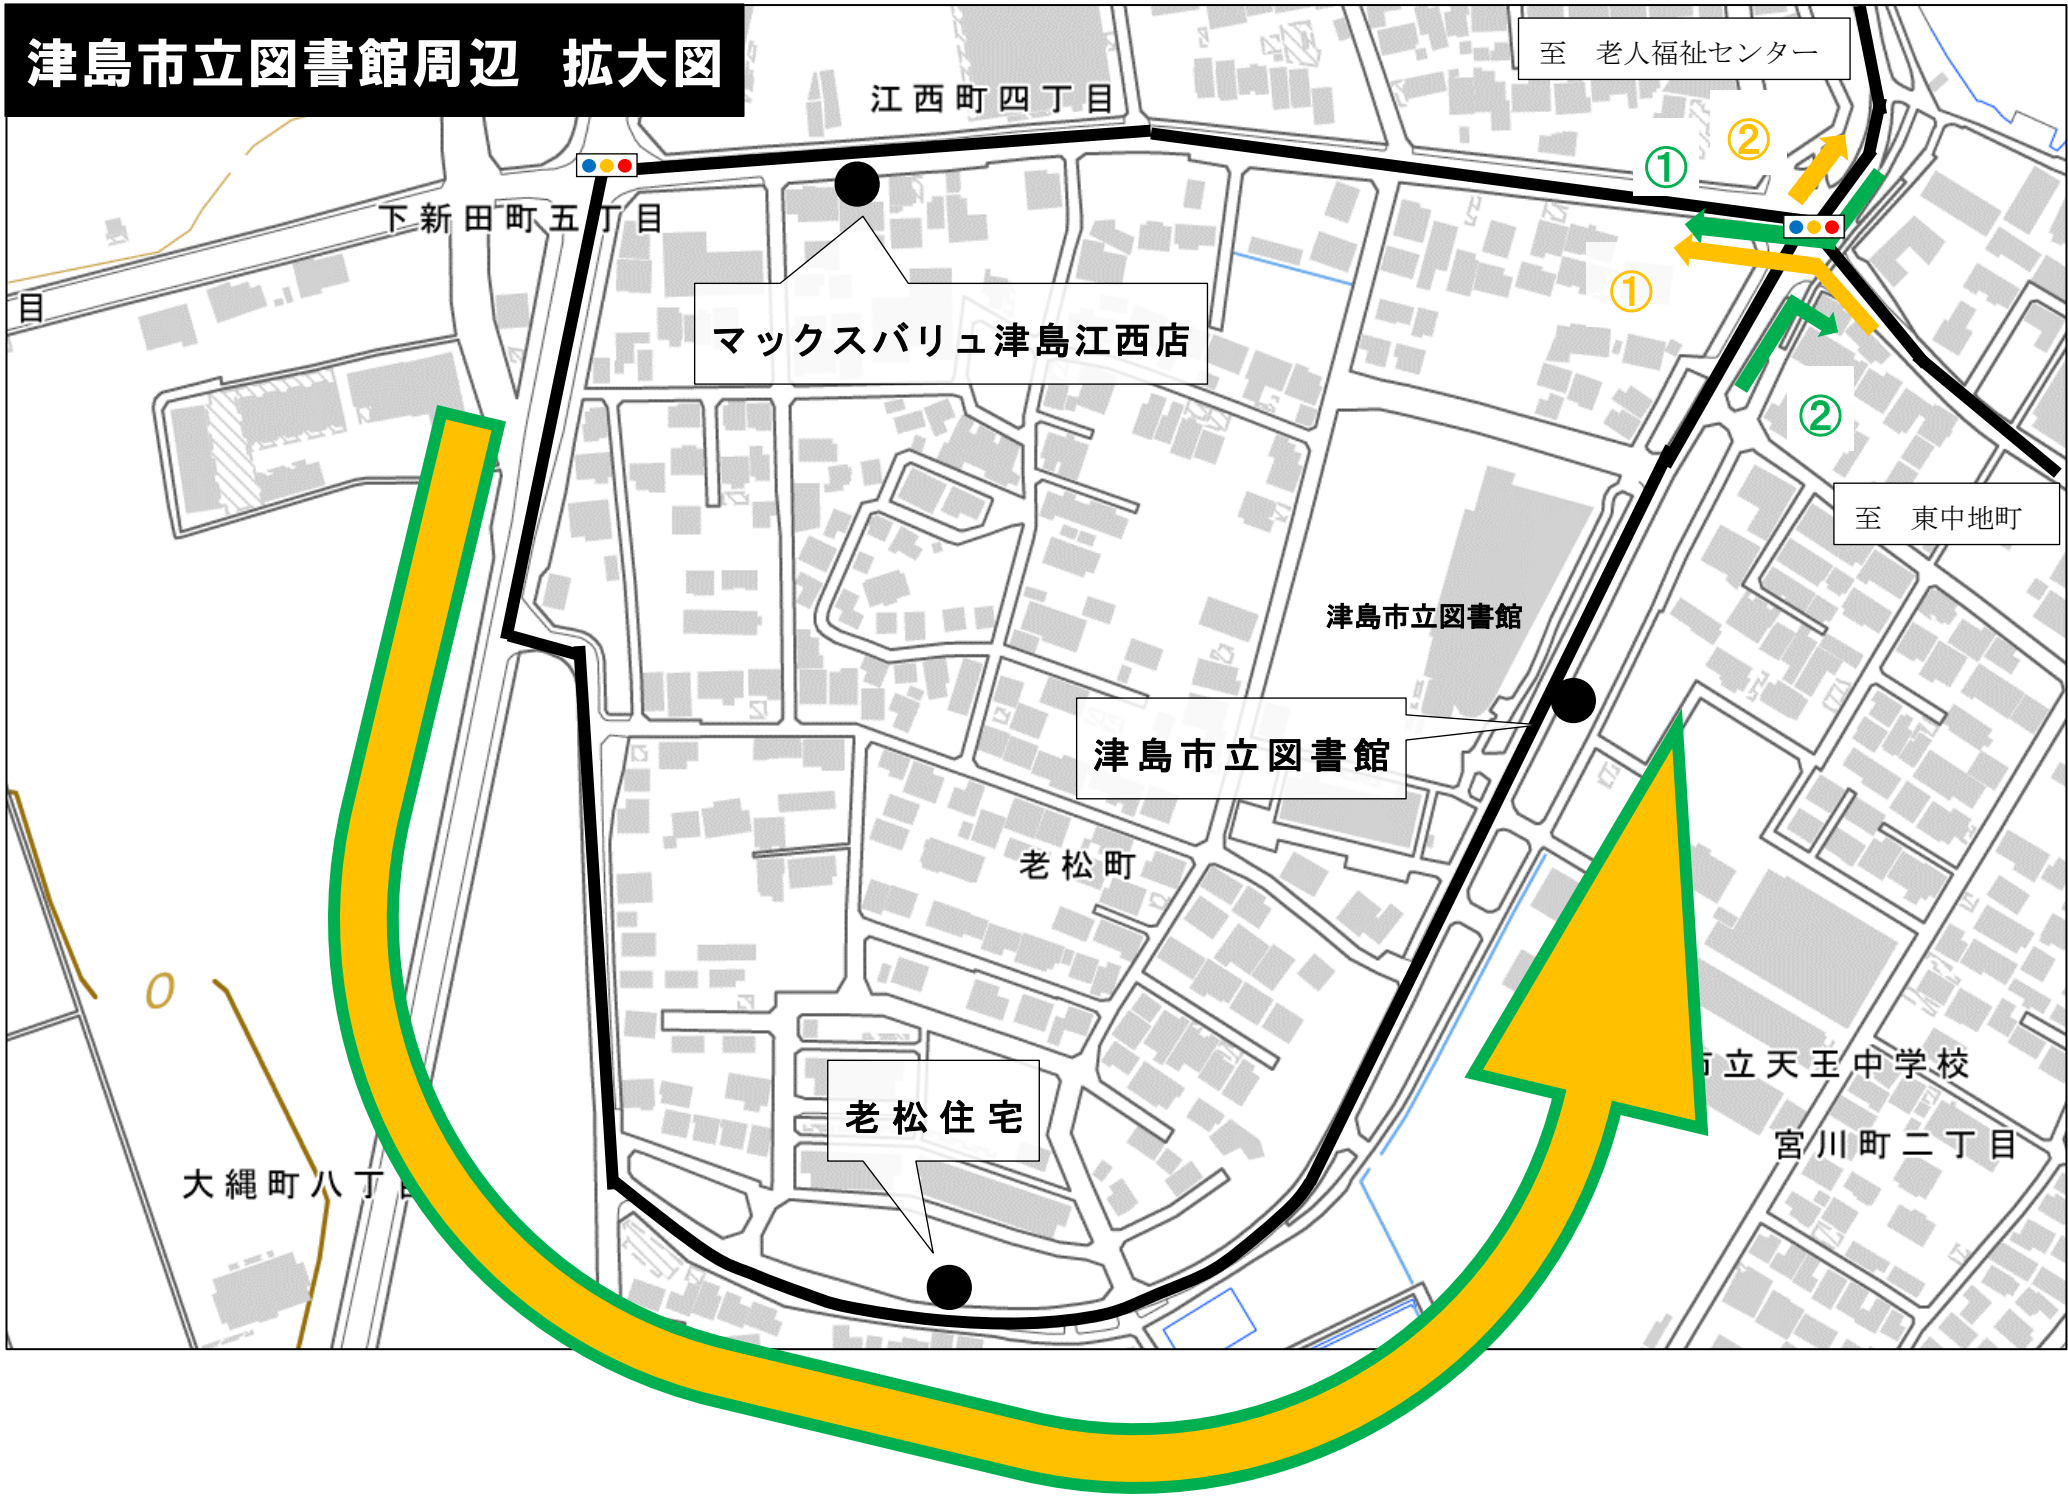 津島市立図書館周辺　拡大図
至　老人福祉センター
江西町四丁目
②
①
下新田町五丁目
①
目
マックスバリュ津島江西店
②
至　東中地町
津島市立図書館
津島市立図書館
老松町
0
市立天王中学校
老松住宅
宮川町二丁目
大縄町八丁目